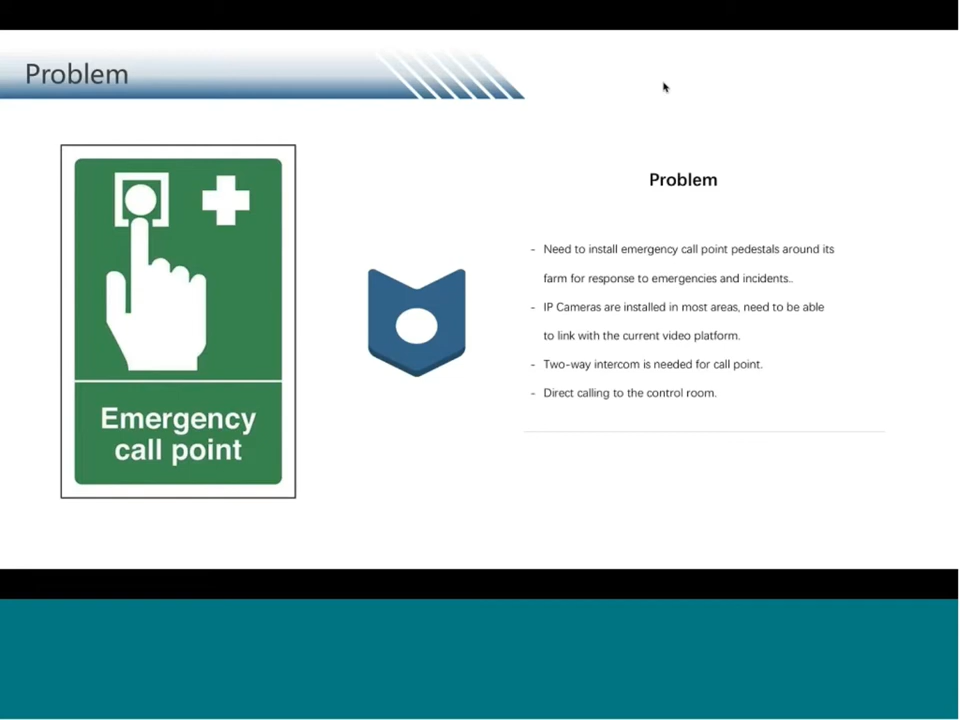 Problem
Emergency
call point
Problem
- Need to install emergency call point pedestals around its
farm for response to emergencies and incidents..
- IP Cameras are installed in most areas, need to be able
to link with the current video platform.
- Two-way intercom is needed for call point.
- Direct calling to the control room.